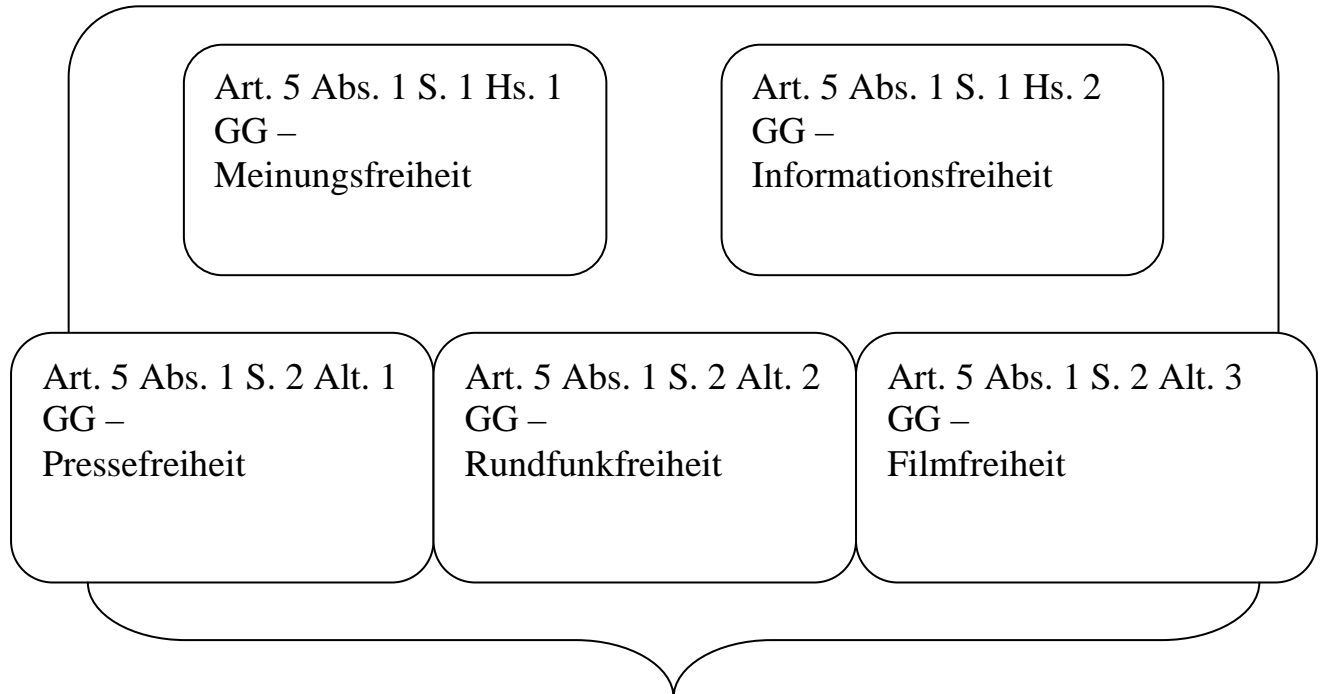 Art. 5 Abs. 1 S. 1 Hs. 1
GG –
Meinungsfreiheit
Art. 5 Abs. 1 S. 1 Hs. 2
GG –
Informationsfreiheit
Art. 5 Abs. 1 S. 2 Alt. 1
GG –
Pressefreiheit
Art. 5 Abs. 1 S. 2 Alt. 2
GG –
Rundfunkfreiheit
Art. 5 Abs. 1 S. 2 Alt. 3
GG –
Filmfreiheit